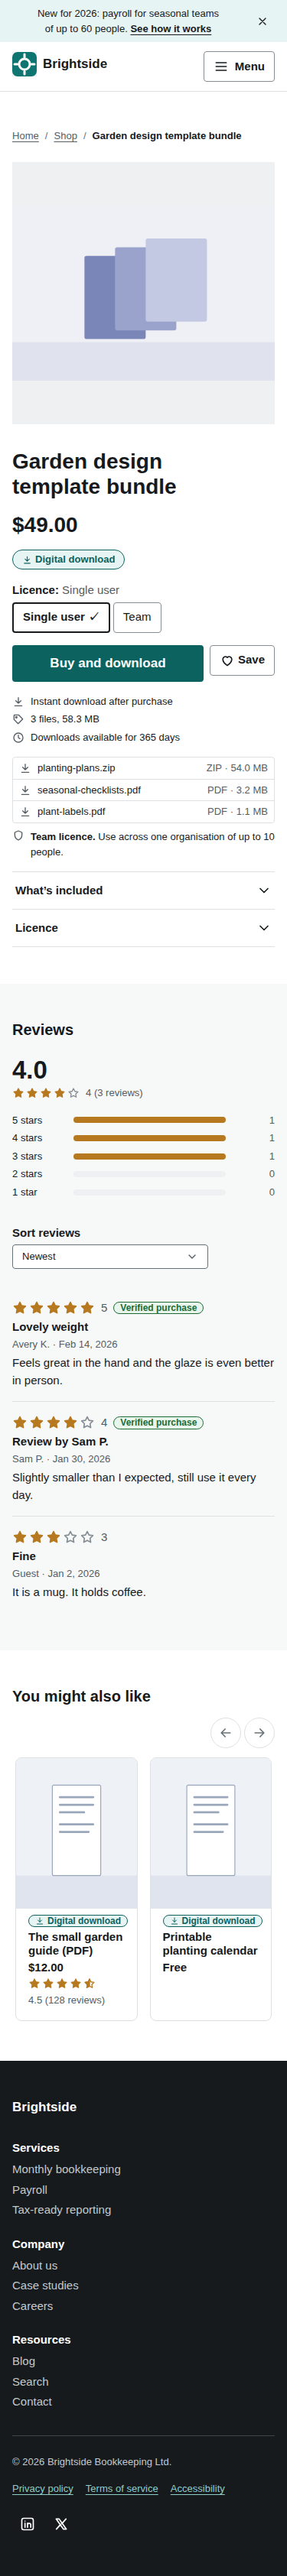 New for 2026: payroll for seasonal teams
of up to 60 people. See how it works
Brightside
Menu
Home / Shop / Garden design template bundle
Garden design
template bundle
$49.00
Digital download
Licence: Single user
Single user ✓
Team
Buy and download
Save
Instant download after purchase
3 files, 58.3 MB
Downloads available for 365 days
planting-plans.zip ZIP · 54.0 MB
seasonal-checklists.pdf PDF · 3.2 MB
plant-labels.pdf PDF · 1.1 MB
Team licence. Use across one organisation of up to 10
people.
What’s included
Licence
Reviews
4.0
4 (3 reviews)
5 stars 1
4 stars 1
3 stars 1
2 stars 0
1 star 0
Sort reviews
Newest
5 Verified purchase
Lovely weight
Avery K. · Feb 14, 2026
Feels great in the hand and the glaze is even better
in person.
4 Verified purchase
Review by Sam P.
Sam P. · Jan 30, 2026
Slightly smaller than I expected, still use it every
day.
3
Fine
Guest · Jan 2, 2026
It is a mug. It holds coffee.
You might also like
Digital download
The small garden
guide (PDF)
$12.00
4.5 (128 reviews)
Digital download
Printable
planting calendar
Free
Brightside
Services
Monthly bookkeeping
Payroll
Tax-ready reporting
Company
About us
Case studies
Careers
Resources
Blog
Search
Contact
© 2026 Brightside Bookkeeping Ltd.
Privacy policy Terms of service Accessibility